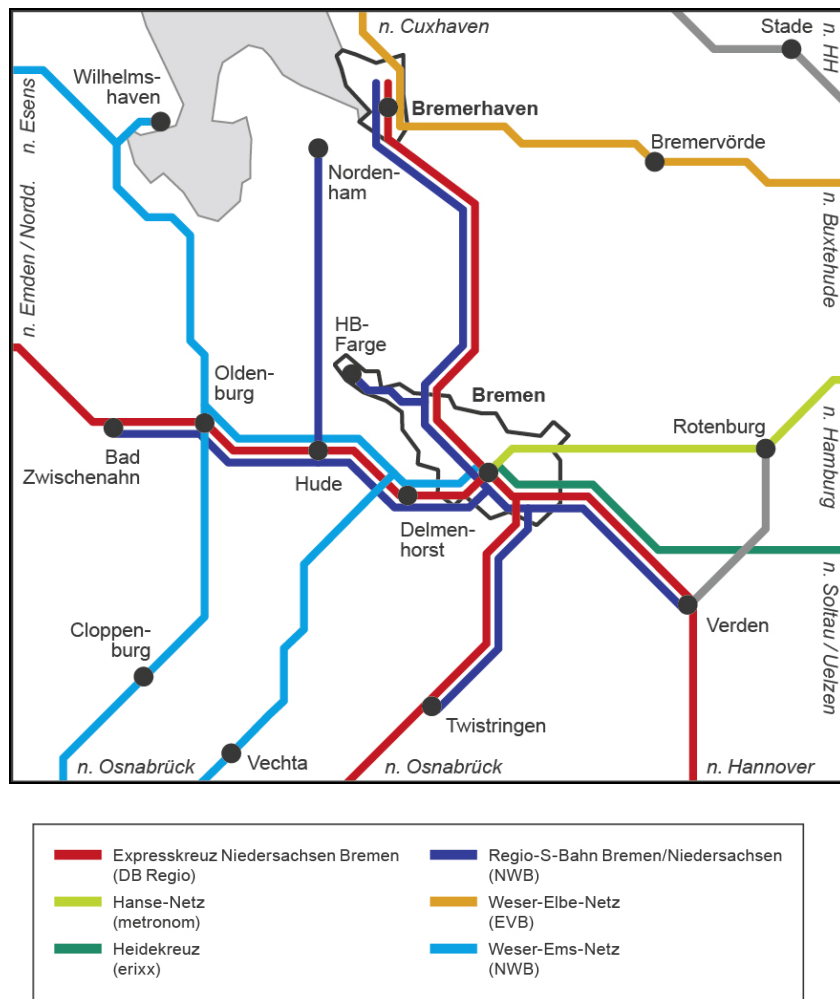 n. Cuxhaven
Stade
n. HH
Wilhelms-
haven
n. Esens
Bremerhaven
Bremervörde
Norden-
ham
n. Emden / Nordd.
n. Buxtehude
HB-
Farge
Olden-
burg
Bremen
Rotenburg
n. Hamburg
Bad
Zwischenahn
Hude
Delmen-
horst
n. Soltau / Uelzen
Cloppen-
burg
Verden
Twistringen
Vechta
n. Osnabrück
n. Osnabrück
n. Hannover
Expresskreuz Niedersachsen Bremen
(DB Regio)
Hanse-Netz
(metronom)
Heidekreuz
(erixx)
Regio-S-Bahn Bremen/Niedersachsen
(NWB)
Weser-Elbe-Netz
(EVB)
Weser-Ems-Netz
(NWB)